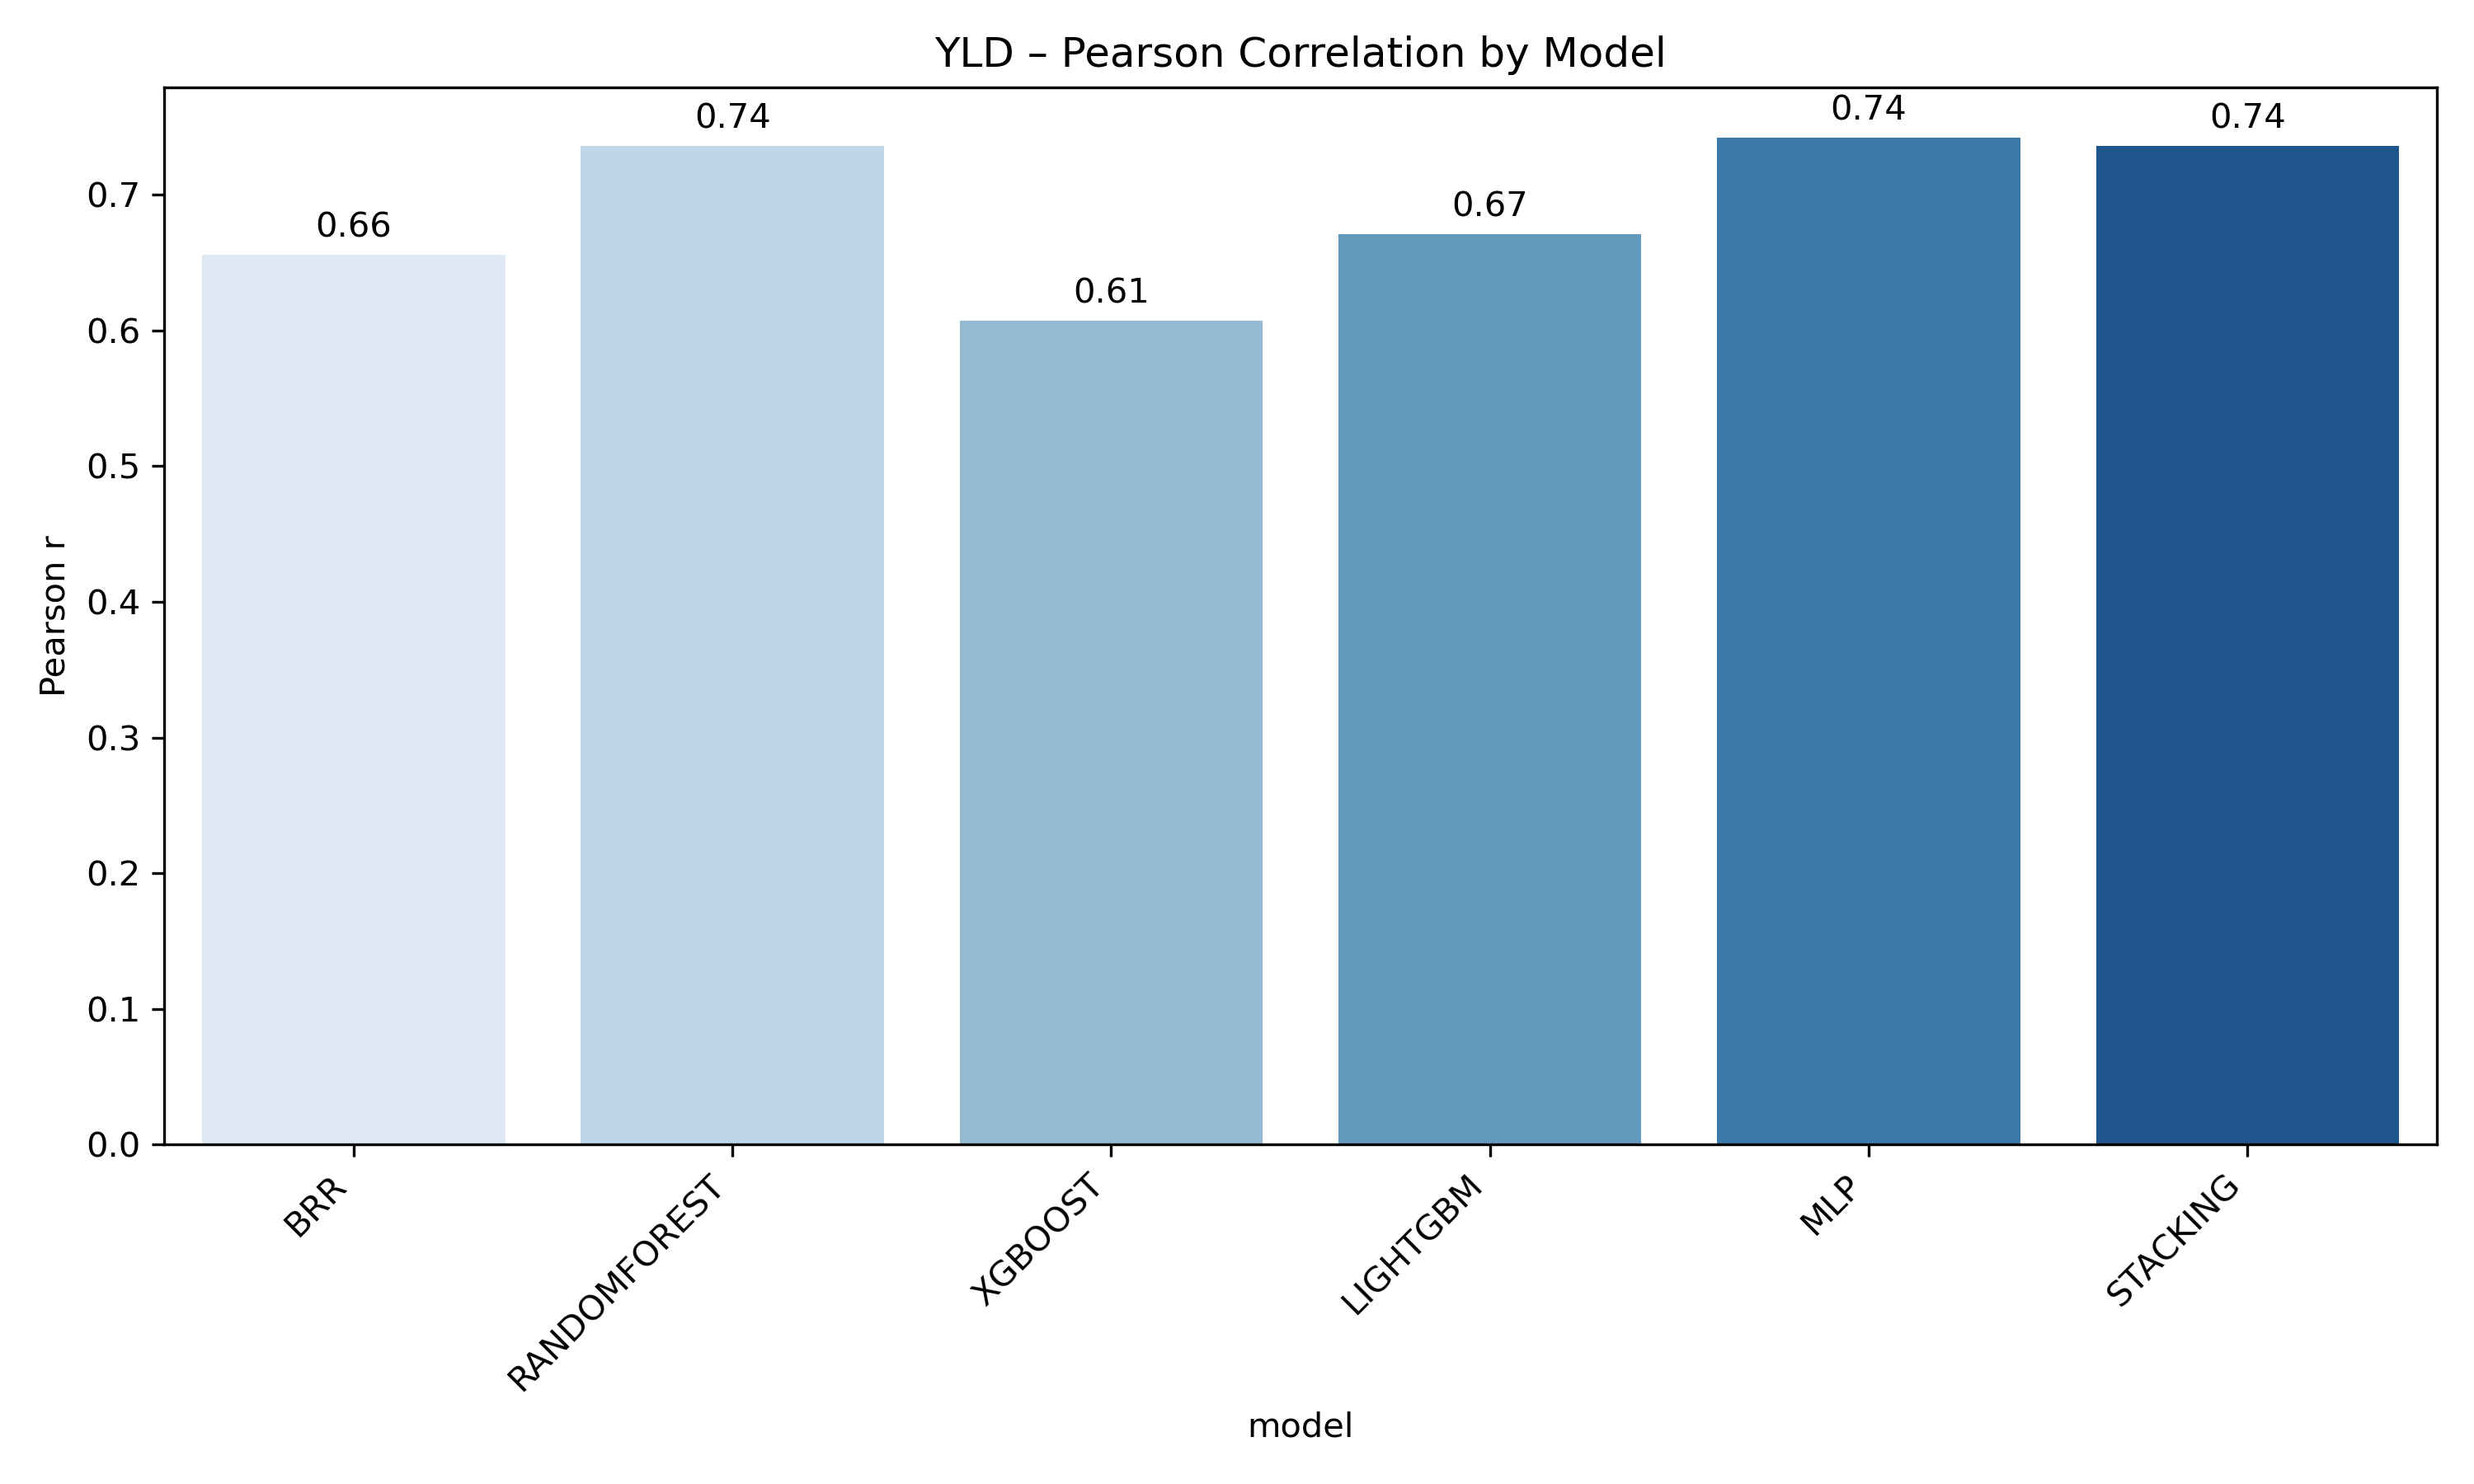 YLD – Pearson Correlation by Model
0.66
0.74
0.61
0.67
0.74
0.74
Pearson r
0.7
0.6
0.5
0.4
0.3
0.2
0.1
0.0
BRR
RANDOMFOREST
XGBOOST
LIGHTGBM
MLP
STACKING
model